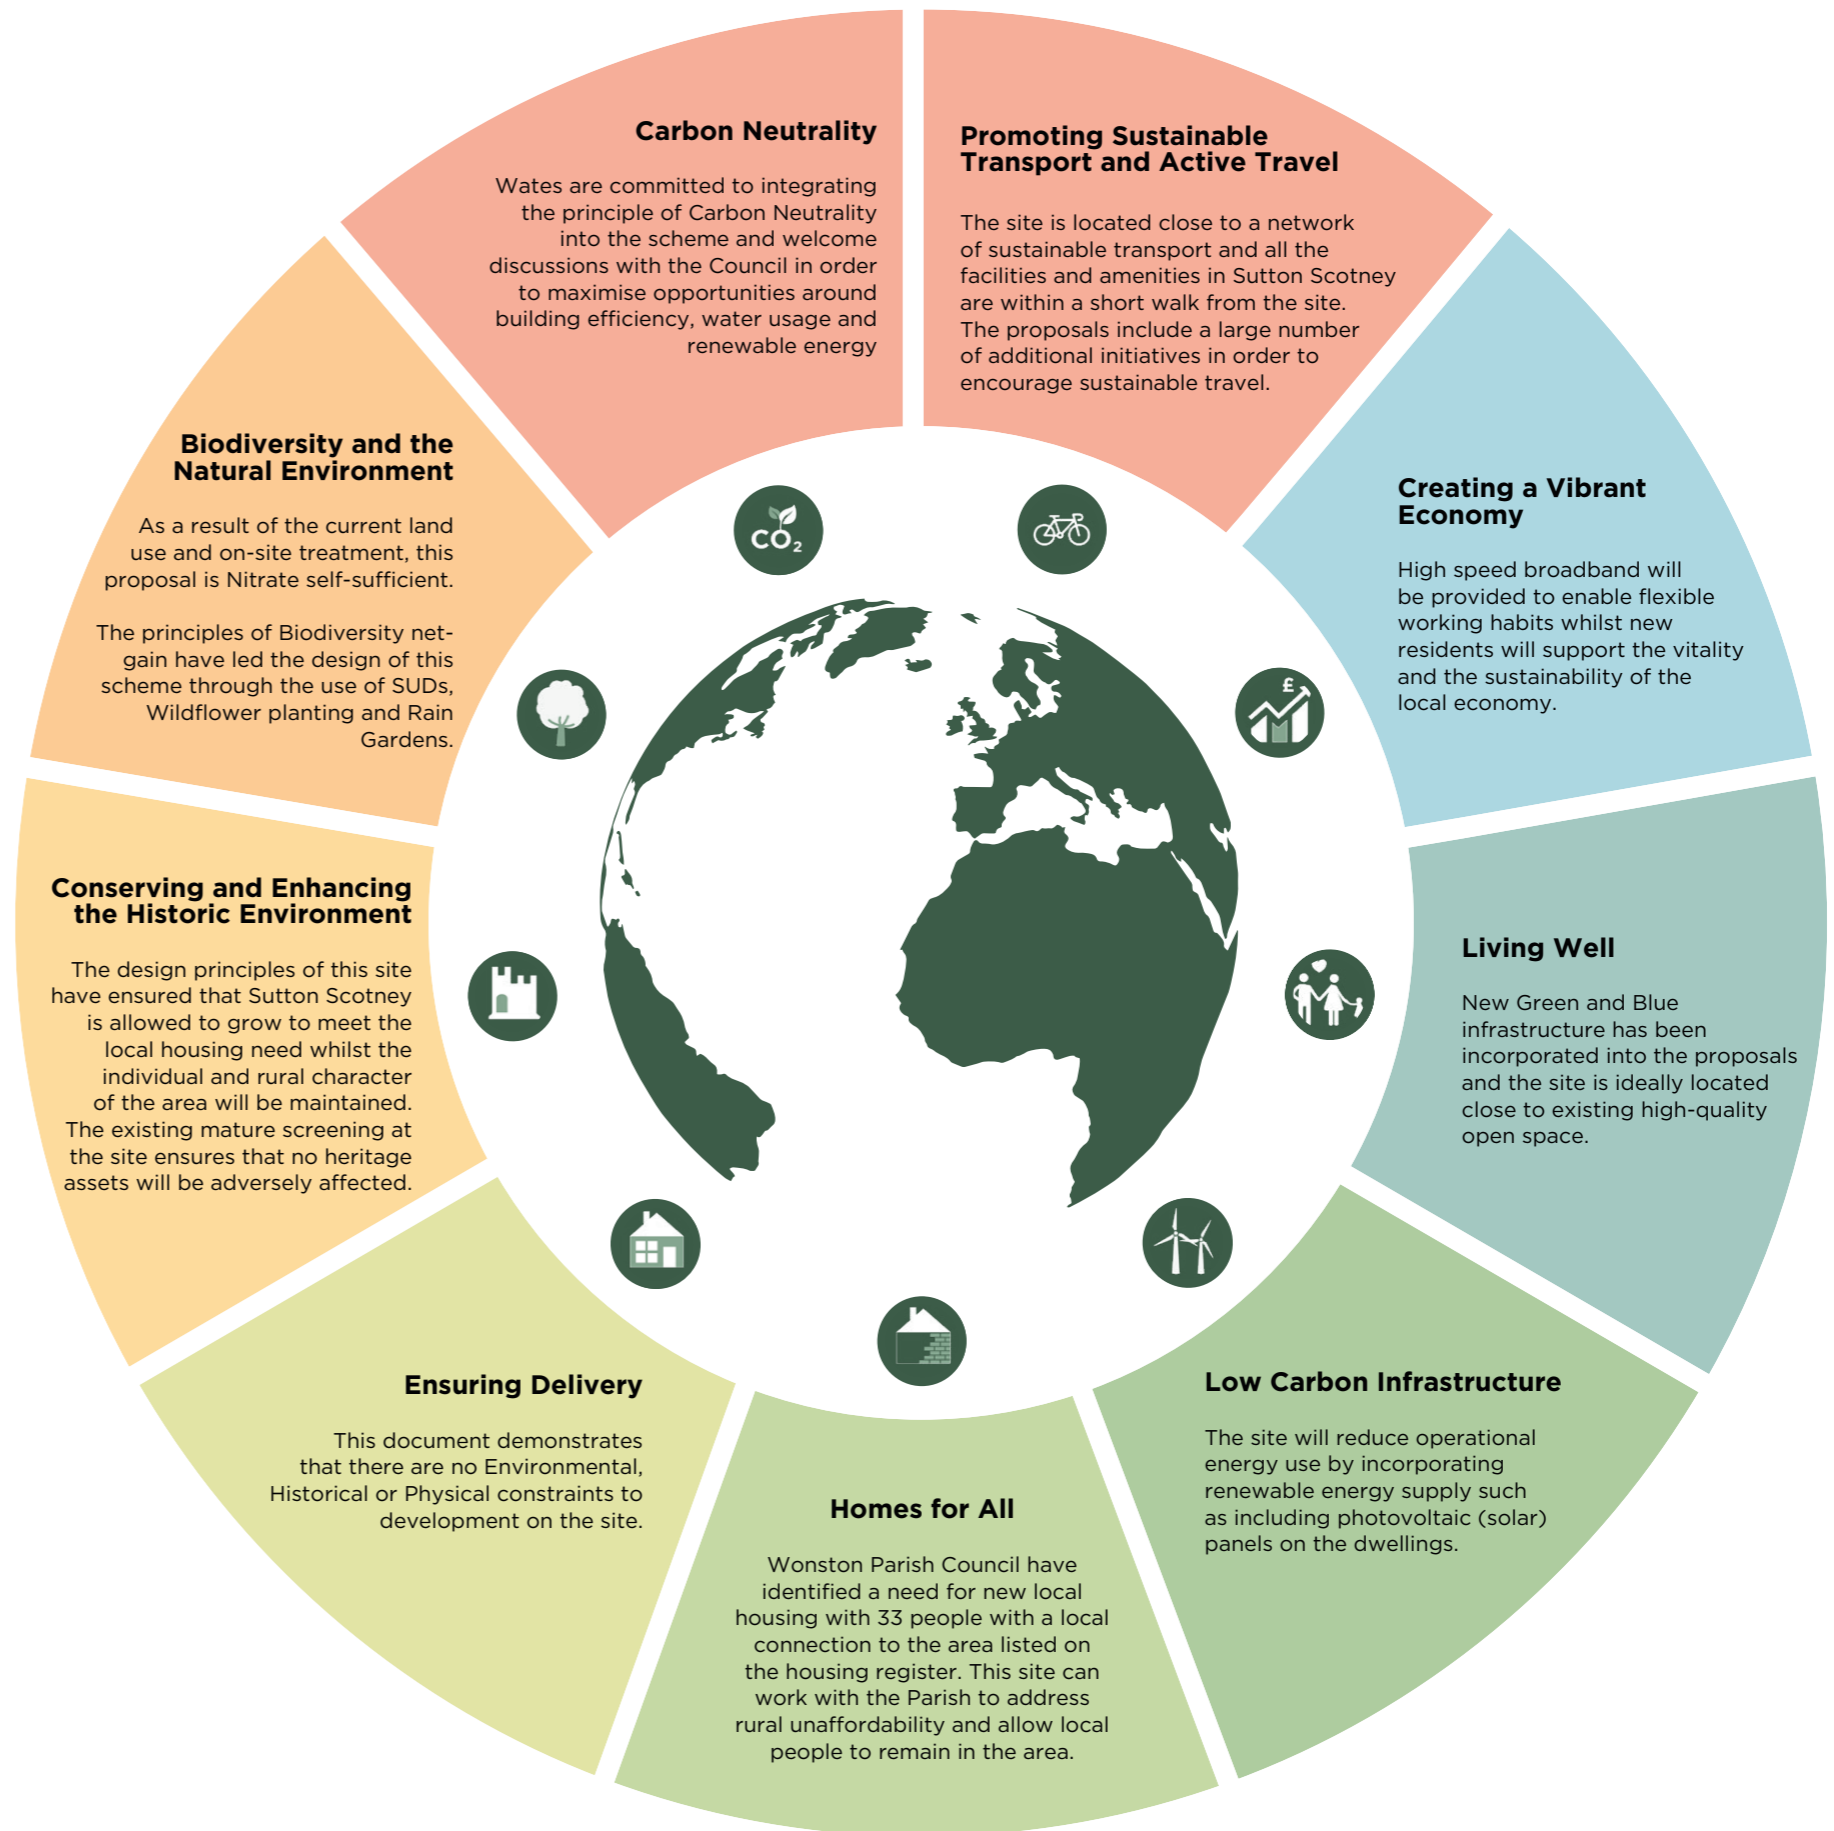 Carbon Neutrality
Wates are committed to integrating
the principle of Carbon Neutrality
into the scheme and welcome
discussions with the Council in order
to maximise opportunities around
building efficiency, water usage and
renewable energy
Promoting Sustainable
Transport and Active Travel
The site is located close to a network
of sustainable transport and all the
facilities and amenities in Sutton Scotney
are within a short walk from the site.
The proposals include a large number
of additional initiatives in order to
encourage sustainable travel.
Creating a Vibrant
Economy
High speed broadband will
be provided to enable flexible
working habits whilst new
residents will support the vitality
and the sustainability of the
local economy.
Living Well
New Green and Blue
infrastructure has been
incorporated into the proposals
and the site is ideally located
close to existing high-quality
open space.
Low Carbon Infrastructure
The site will reduce operational
energy use by incorporating
renewable energy supply such
as including photovoltaic (solar)
panels on the dwellings.
Homes for All
Wonston Parish Council have
identified a need for new local
housing with 33 people with a local
connection to the area listed on
the housing register. This site can
work with the Parish to address
rural unaffordability and allow local
people to remain in the area.
Ensuring Delivery
This document demonstrates
that there are no Environmental,
Historical or Physical constraints to
development on the site.
Conserving and Enhancing
the Historic Environment
The design principles of this site
have ensured that Sutton Scotney
is allowed to grow to meet the
local housing need whilst the
individual and rural character
of the area will be maintained.
The existing mature screening at
the site ensures that no heritage
assets will be adversely affected.
Biodiversity and the
Natural Environment
As a result of the current land
use and on-site treatment, this
proposal is Nitrate self-sufficient.
The principles of Biodiversity net-
gain have led the design of this
scheme through the use of SUDs,
Wildflower planting and Rain
Gardens.
CO₂
£